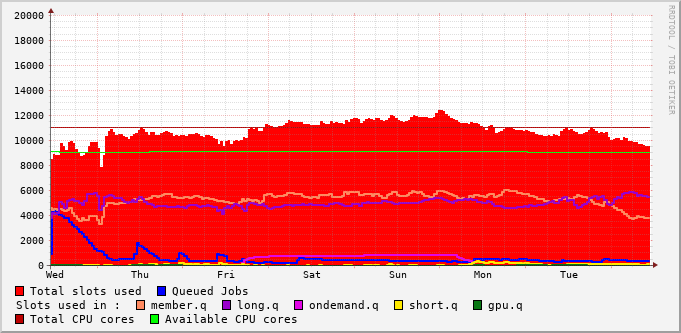 RRDTOOL / TOBI OETIKER
20000
18000
16000
14000
12000
10000
8000
6000
4000
2000
0
Wed Thu Fri Sat Sun Mon Tue
Total slots used Queued Jobs
Slots used in : member.q long.q ondemand.q short.q gpu.q
Total CPU cores Available CPU cores